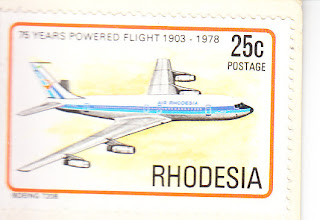 75 YEARS POWERED FLIGHT 1903 - 1978
25c
POSTAGE
AIR RHODESIA
RHODESIA
BOEING 720B